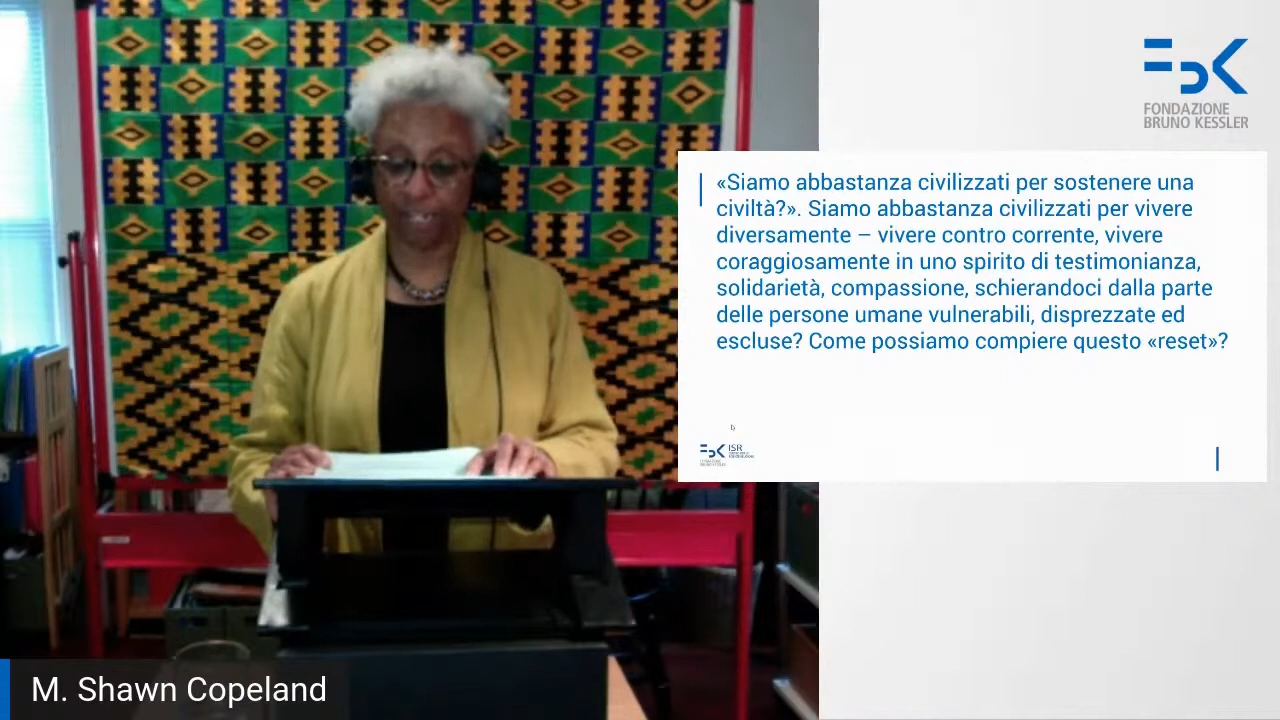 FONDAZIONE
BRUNO KESSLER
«Siamo abbastanza civilizzati per sostenere una
civiltà?». Siamo abbastanza civilizzati per vivere
diversamente – vivere contro corrente, vivere
coraggiosamente in uno spirito di testimonianza,
solidarietà, compassione, schierandoci dalla parte
delle persone umane vulnerabili, disprezzate ed
escluse? Come possiamo compiere questo «reset»?
ISR
M. Shawn Copeland